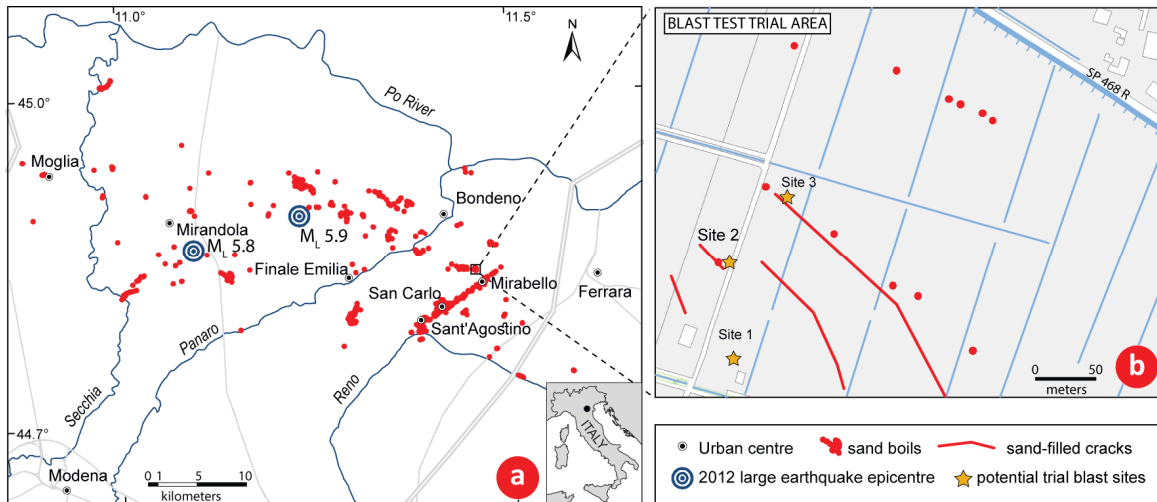 11.0
11.5
N
45.0
Po River
Moglia
Bondeno
Mirandola
M_L 5.9
M_L 5.8
Finale Emilia
Mirabello
San Carlo
Ferrara
Sant'Agostino
Panaro
Secchia
Reno
44.7
Modena
0 1 5 10
kilometers
ITALY
a
BLAST TEST TRIAL AREA
SP 468 R
Site 3
Site 2
Site 1
0 50
meters
b
Urban centre
sand boils
sand-filled cracks
2012 large earthquake epicentre
potential trial blast sites